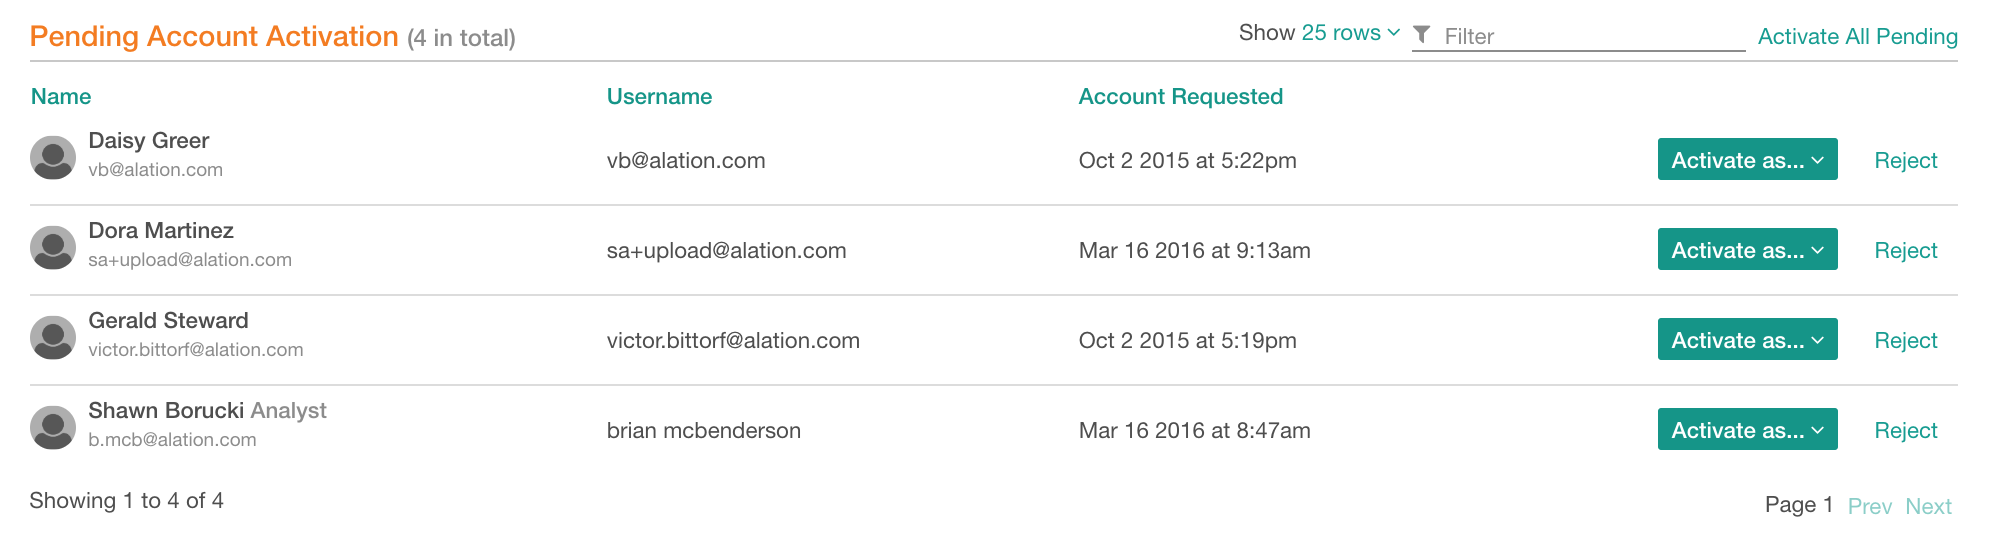 Pending Account Activation (4 in total) Show 25 rows Filter Activate All Pending
Name Username Account Requested
Daisy Greer
vb@alation.com vb@alation.com Oct 2 2015 at 5:22pm Activate as... Reject
Dora Martinez
sa+upload@alation.com sa+upload@alation.com Mar 16 2016 at 9:13am Activate as... Reject
Gerald Steward
victor.bittorf@alation.com victor.bittorf@alation.com Oct 2 2015 at 5:19pm Activate as... Reject
Shawn Borucki Analyst
b.mcb@alation.com brian mcbenderson Mar 16 2016 at 8:47am Activate as... Reject
Showing 1 to 4 of 4 Page 1 Prev Next